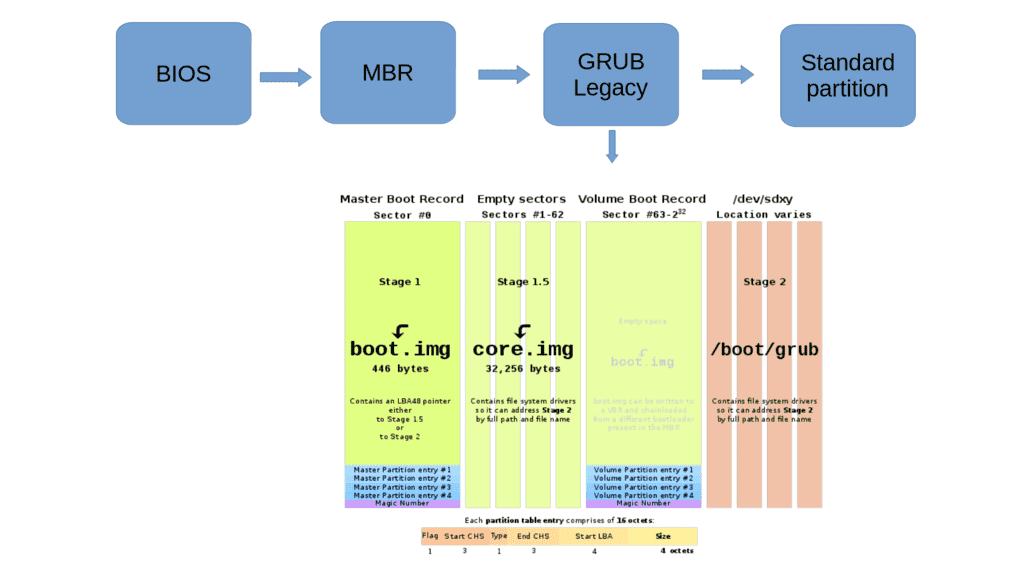 BIOS
MBR
GRUB
Legacy
Standard
partition
Master Boot Record
Sector #0
Empty sectors
Sectors #1-62
Volume Boot Record
Sector #63-2³²
/dev/sdxy
Location varies
Stage 1
boot.img
446 bytes
Contains an LBA48 pointer
either
to Stage 1.5
or
to Stage 2
Master Partition entry #1
Master Partition entry #2
Master Partition entry #3
Master Partition entry #4
Magic Number
Stage 1.5
core.img
32,256 bytes
Contains file system drivers
so it can address Stage 2
by full path and file name
Empty space
boot.img
boot.img can be written to
a VBR and chainloaded
from a different bootloader
present in the MBR
Volume Partition entry #1
Volume Partition entry #2
Volume Partition entry #3
Volume Partition entry #4
Magic Number
Stage 2
/boot/grub
Contains file system drivers
so it can address Stage 2
by full path and file name
Each partition table entry comprises of 16 octets:
Flag Start CHS Type End CHS Start LBA Size
1 3 1 3 4 4 octets